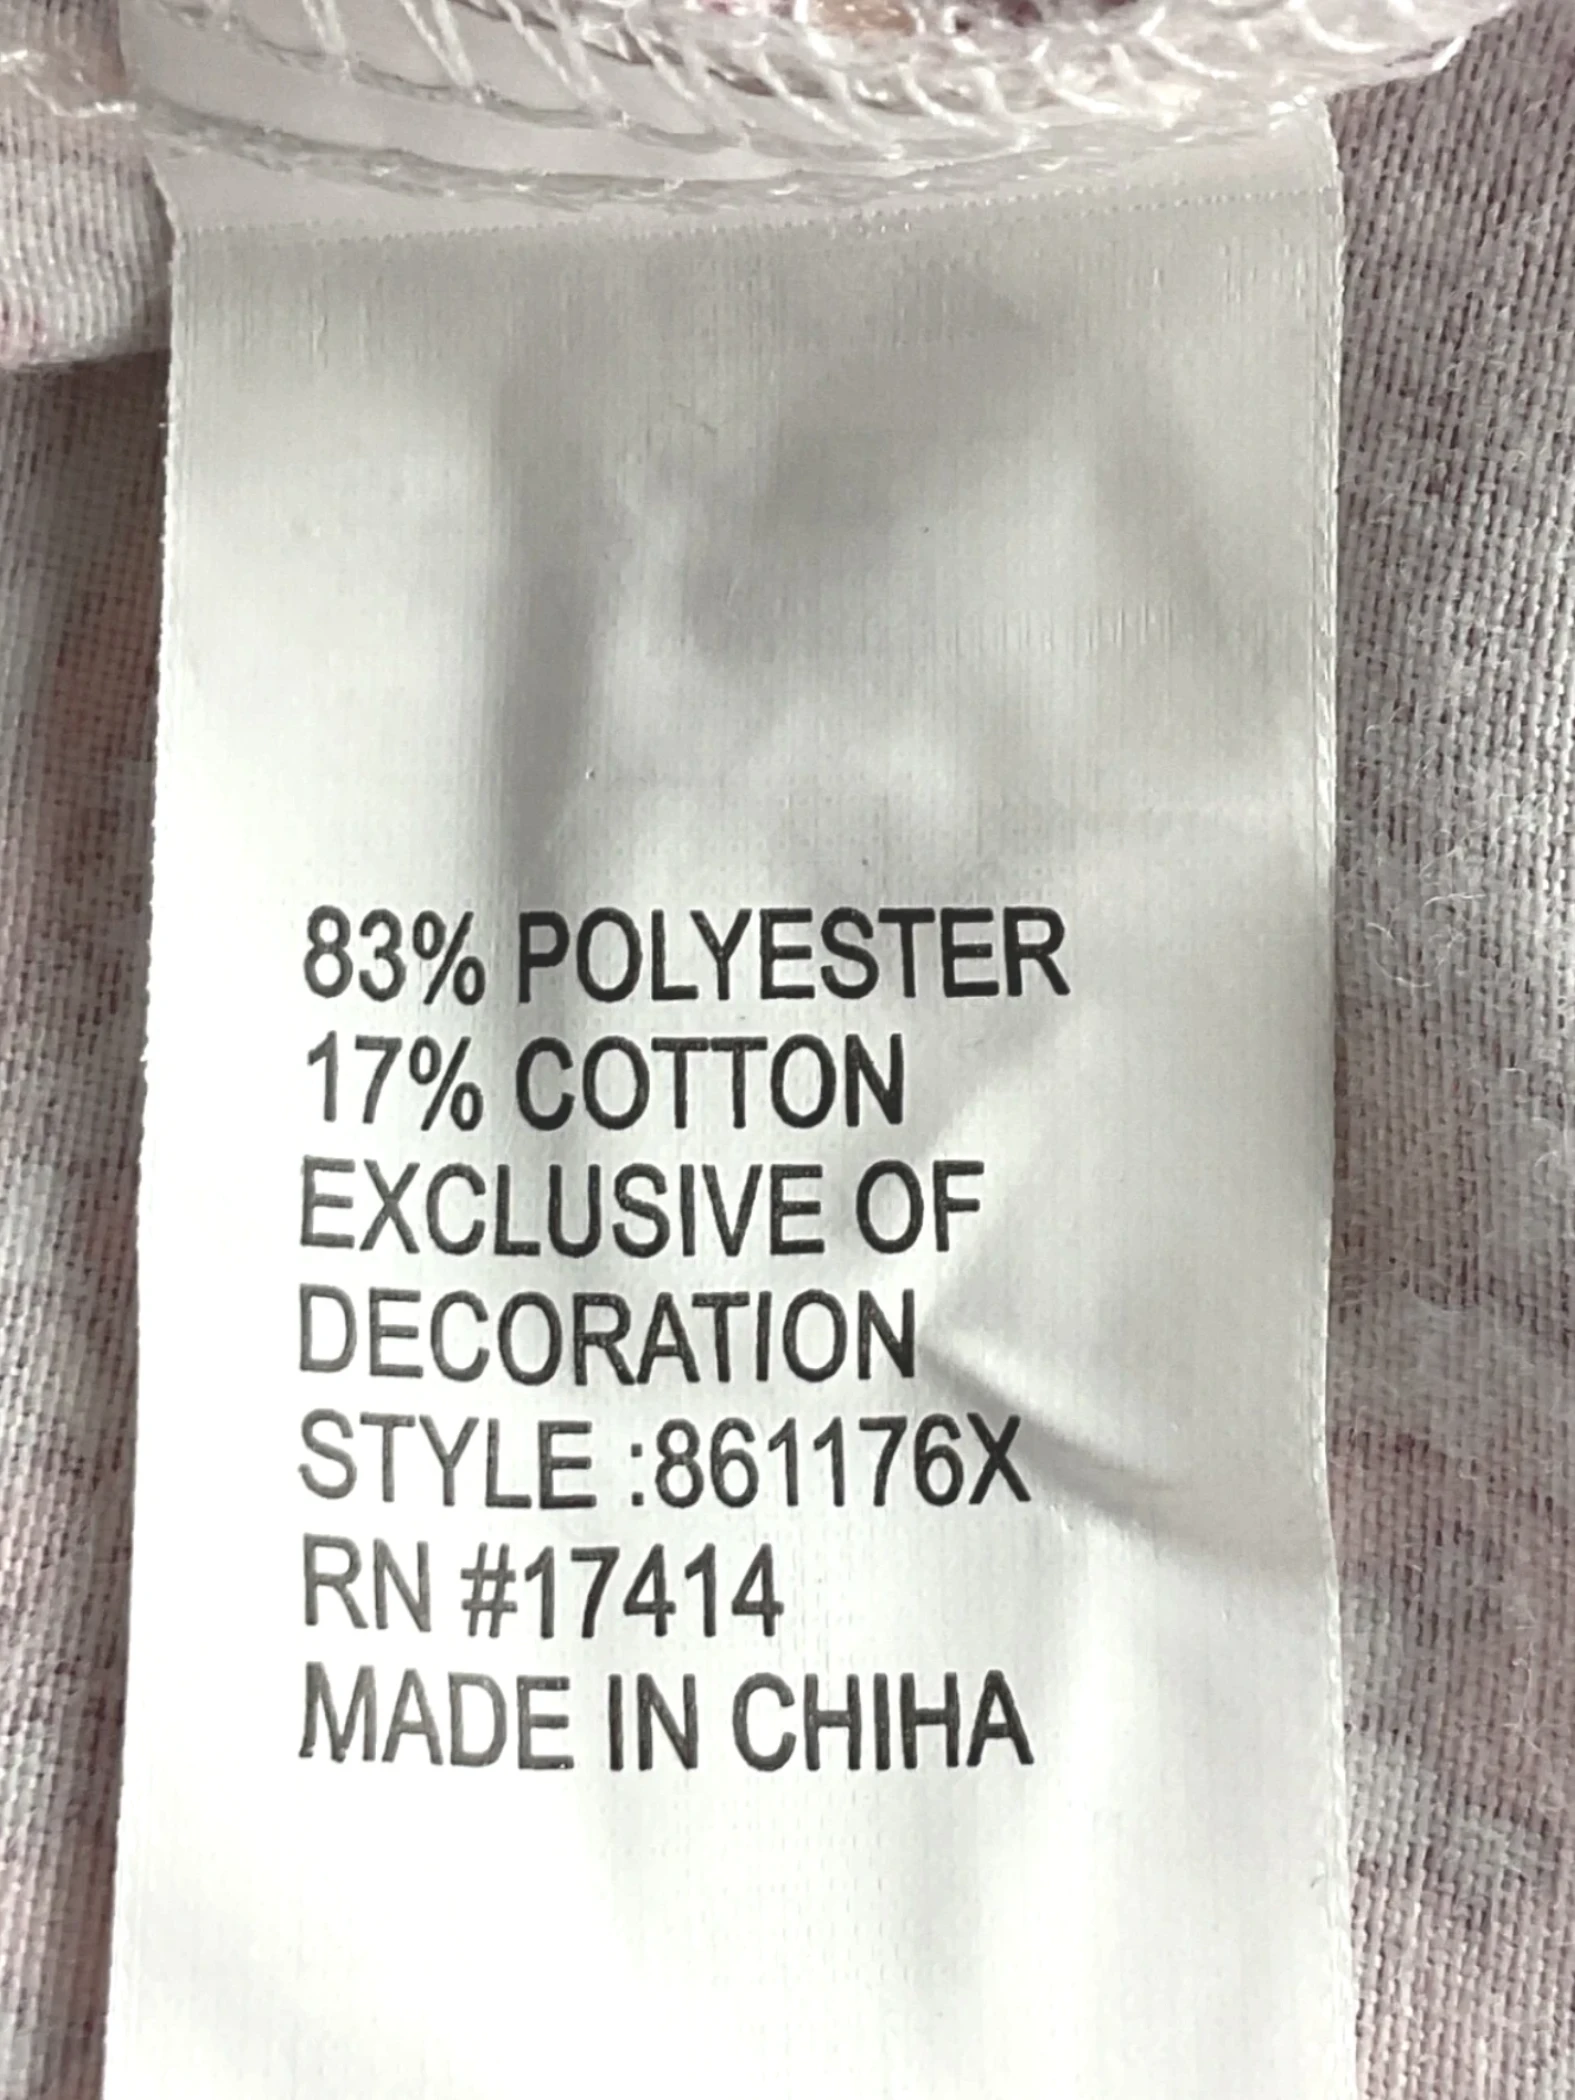 83% POLYESTER
17% COTTON
EXCLUSIVE OF
DECORATION
STYLE :861176X
RN #17414
MADE IN CHIHA